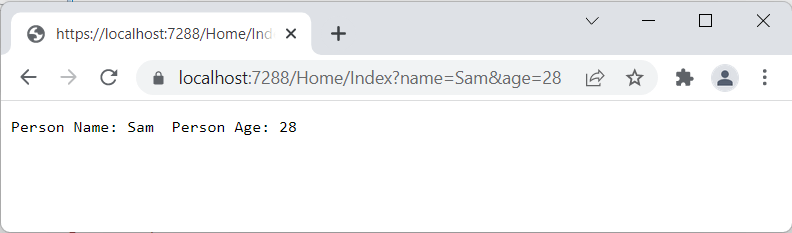 https://localhost:7288/Home/Ind
localhost:7288/Home/Index?name=Sam&age=28
Person Name: Sam  Person Age: 28